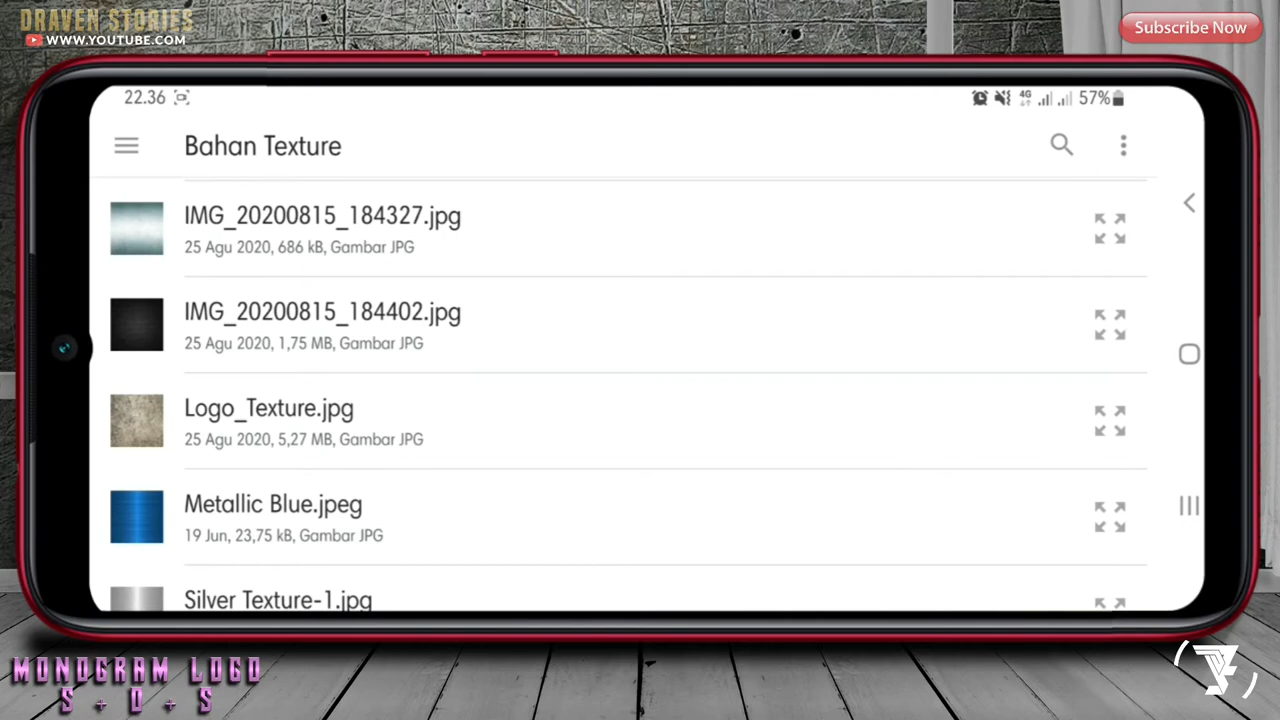 DRAVEN STORIES
WWW.YOUTUBE.COM
Subscribe Now
22.36
4G
57%
Bahan Texture
IMG_20200815_184327.jpg
25 Agu 2020, 686 kB, Gambar JPG
IMG_20200815_184402.jpg
25 Agu 2020, 1,75 MB, Gambar JPG
Logo_Texture.jpg
25 Agu 2020, 5,27 MB, Gambar JPG
Metallic Blue.jpeg
19 Jun, 23,75 kB, Gambar JPG
Silver Texture-1.jpg
MONOGRAM LOGO
S + D + S